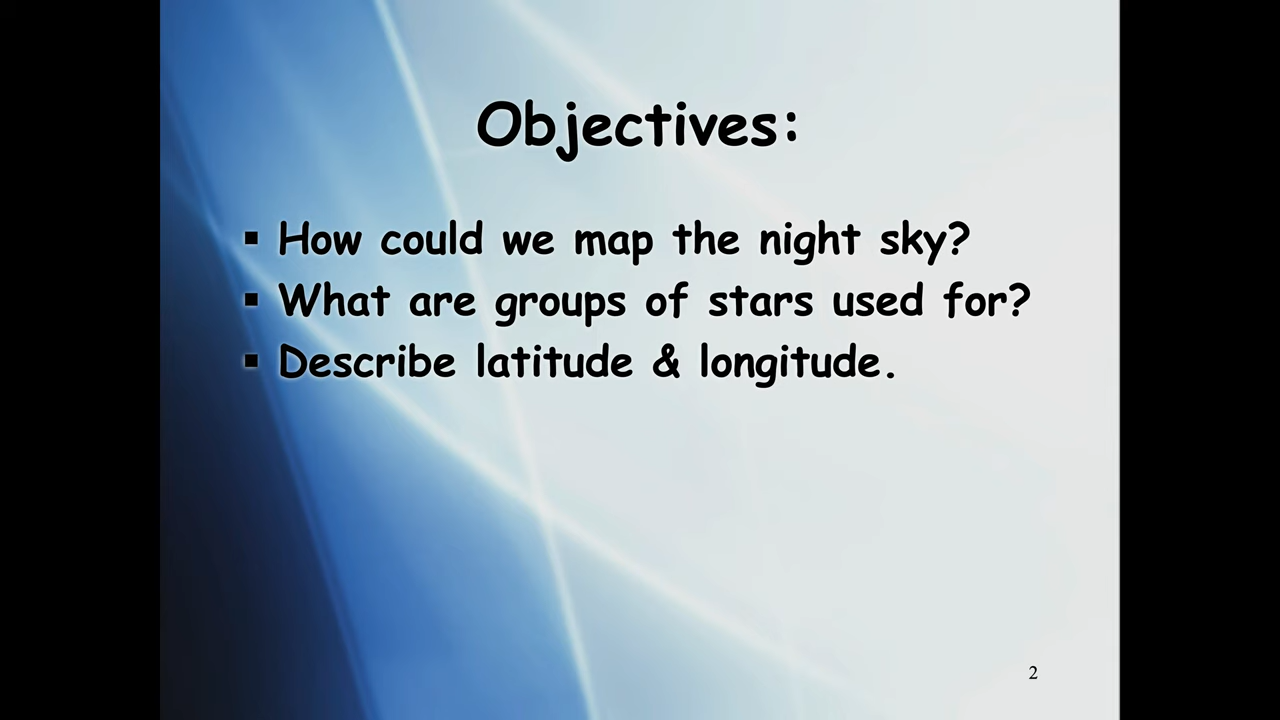 Objectives:
▪ How could we map the night sky?
▪ What are groups of stars used for?
▪ Describe latitude & longitude.
2